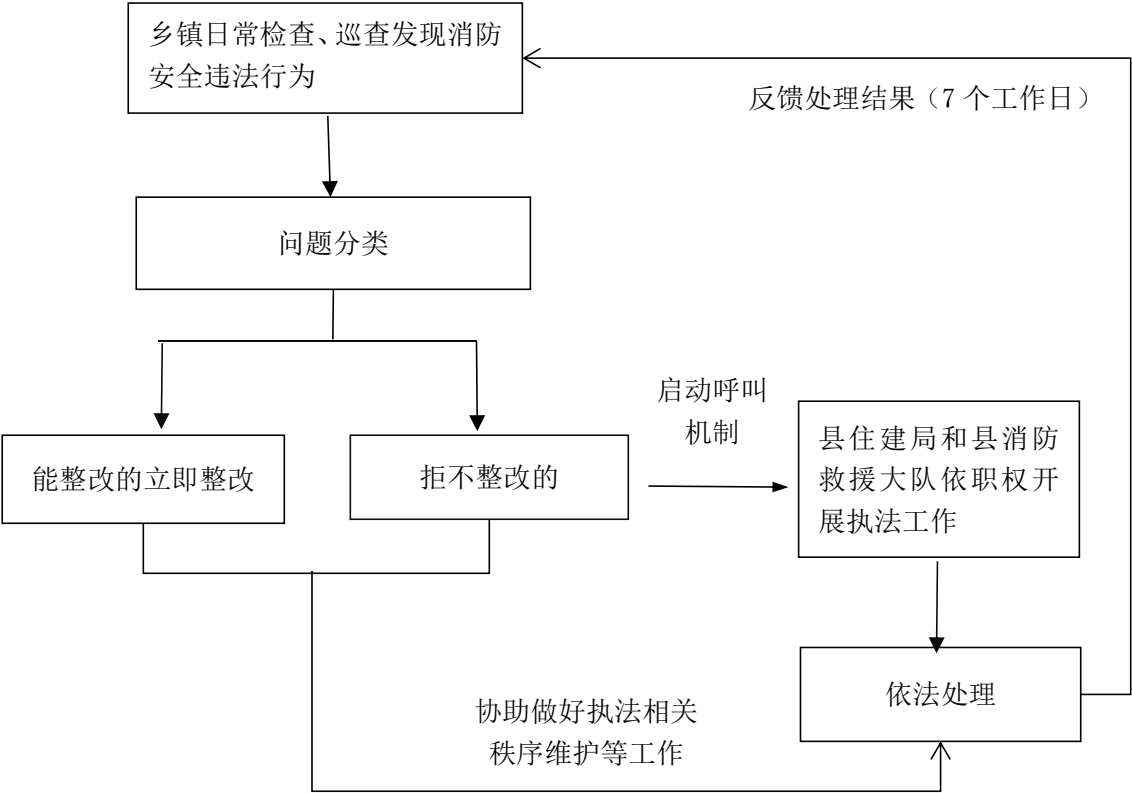 乡镇日常检查、巡查发现消防
安全违法行为
反馈处理结果（7 个工作日）
问题分类
启动呼叫
机制
能整改的立即整改
拒不整改的
县住建局和县消防
救援大队依职权开
展执法工作
依法处理
协助做好执法相关
秩序维护等工作